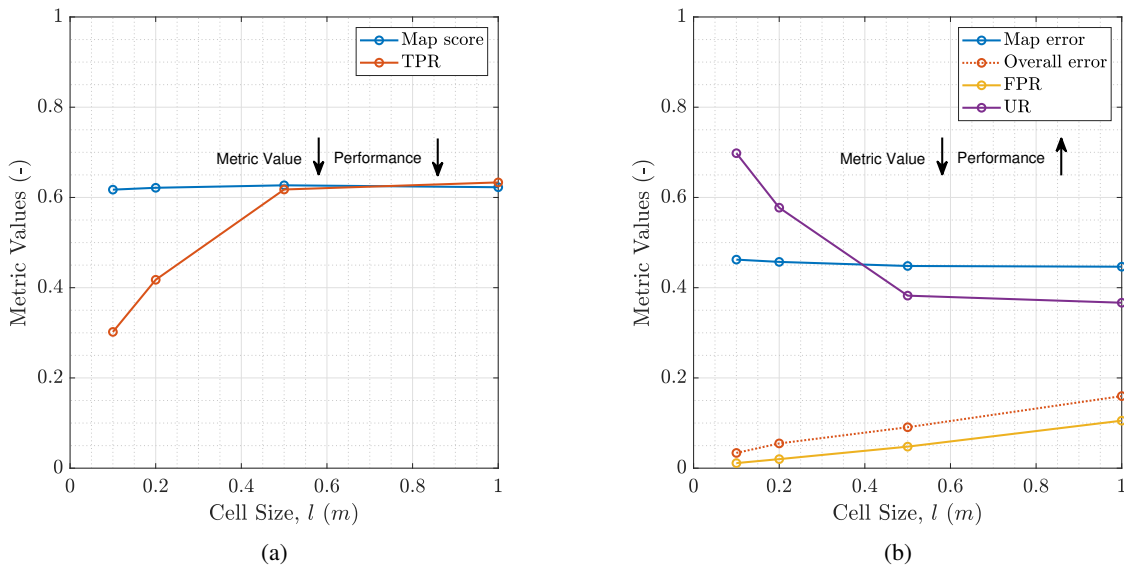 1
0.8
0.6
0.4
0.2
0
0 0.2 0.4 0.6 0.8 1
Metric Values (-)
Cell Size, l (m)
Map score
TPR
Metric Value
Performance
(a)
1
0.8
0.6
0.4
0.2
0
0 0.2 0.4 0.6 0.8 1
Metric Values (-)
Cell Size, l (m)
Map error
Overall error
FPR
UR
Metric Value
Performance
(b)